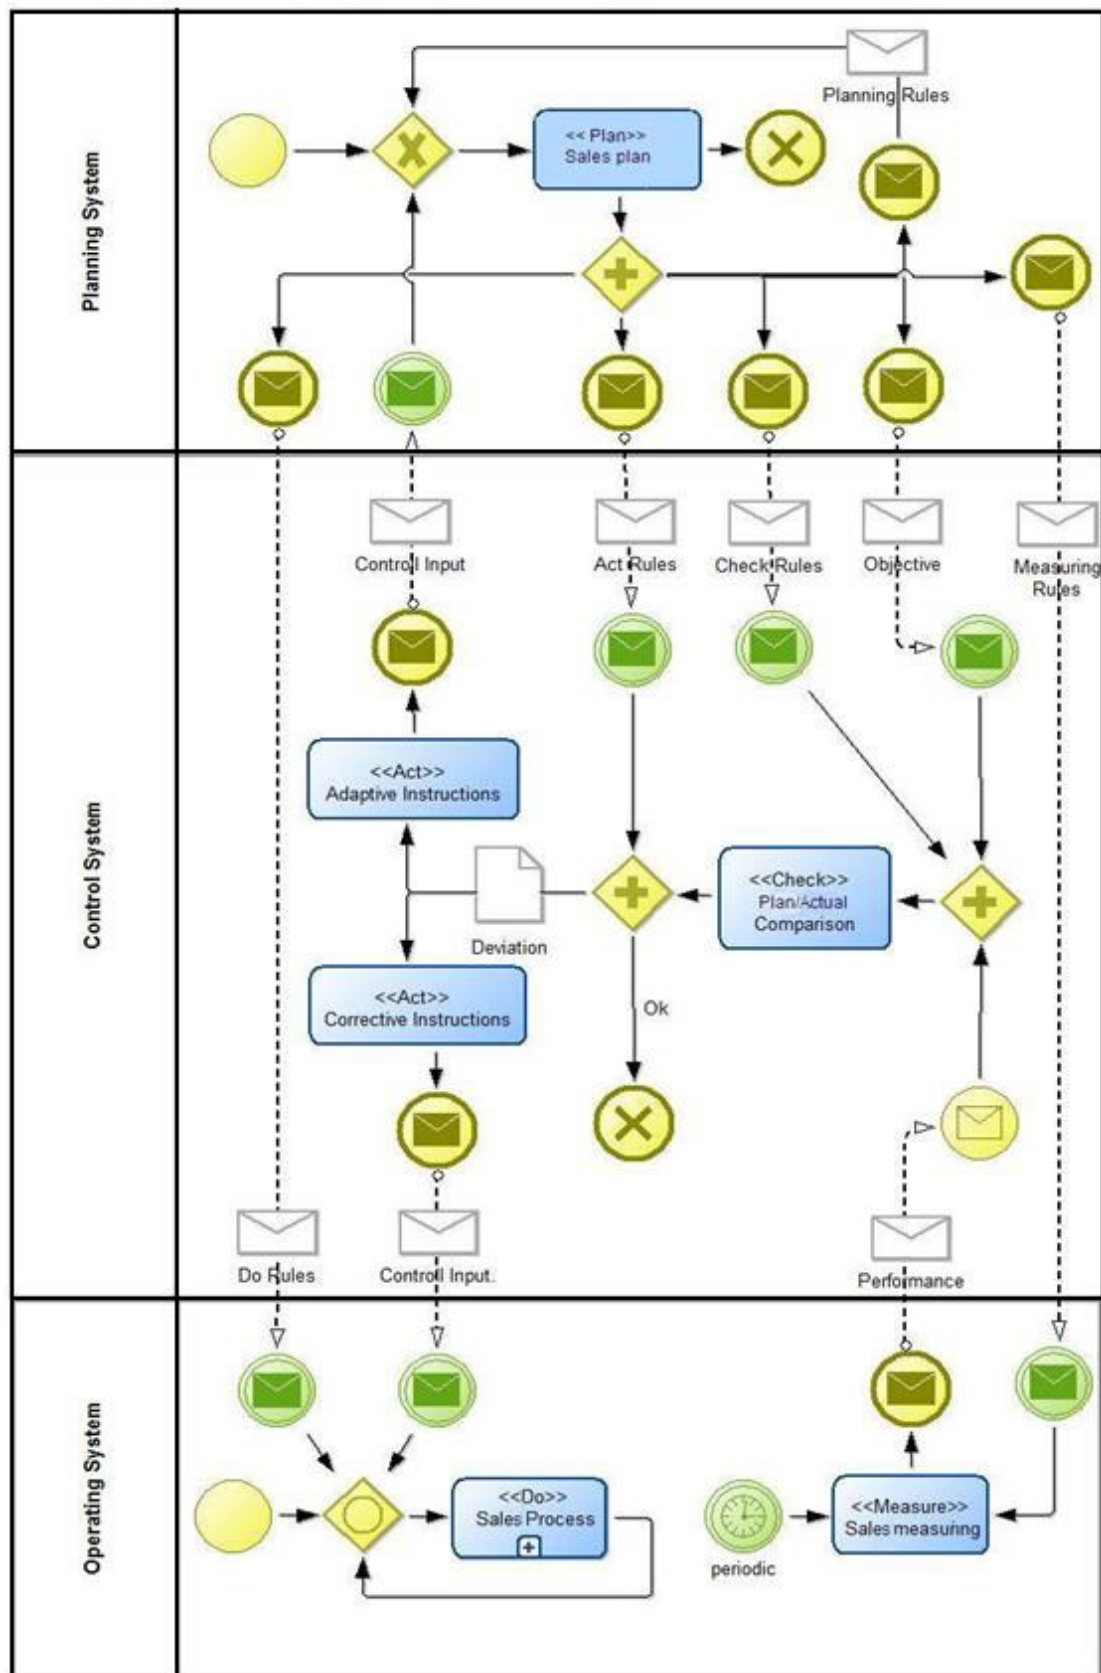 Planning System
Planning Rules
<< Plan>>
Sales plan
Control System
Controll Input
Act Rules
Check Rules
Objective
Measuring
Rules
<<Act>>
Adaptive Instructions
<<Check>>
Plan/Actual
Comparison
Deviation
<<Act>>
Corrective Instructions
Ok
Do Rules
Controll Input.
Performance
Operating System
<<Do>>
Sales Process
<<Measure>>
Sales measuring
periodic